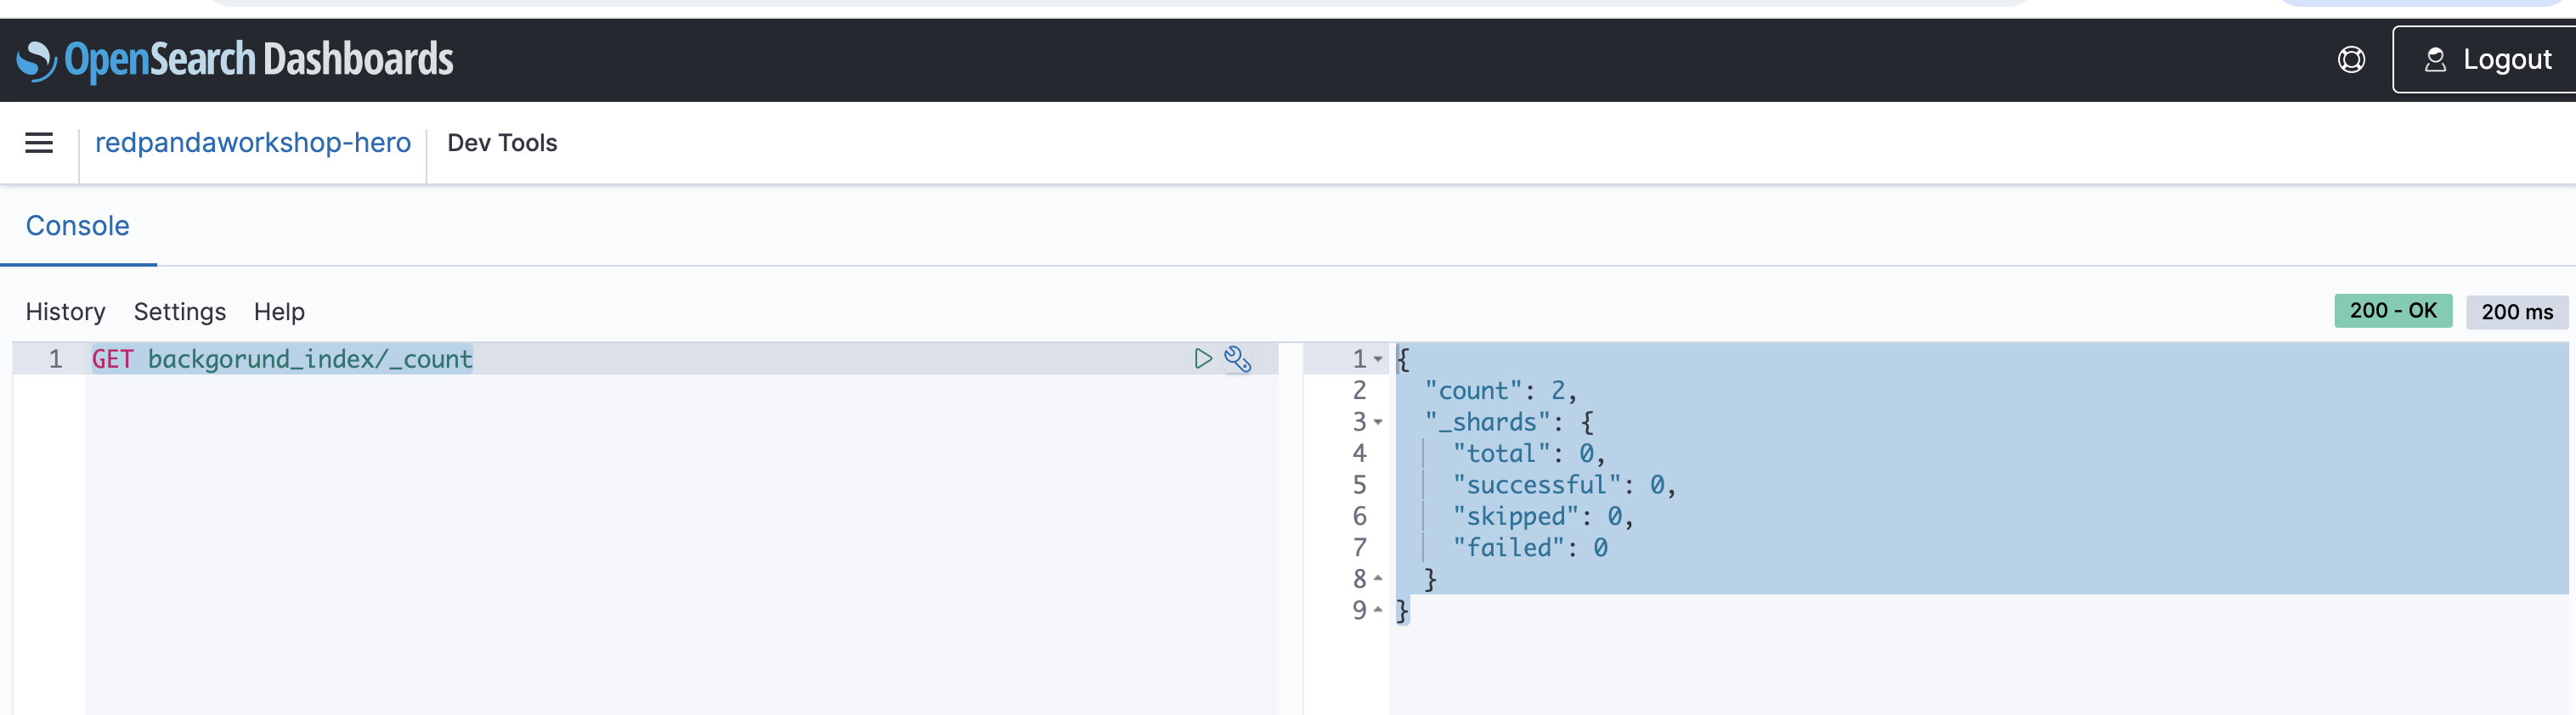 OpenSearch Dashboards
Logout
redpandaworkshop-hero
Dev Tools
Console
History Settings Help
200 - OK
200 ms
1 GET backgorund_index/_count
1 {
2 "count": 2,
3 "_shards": {
4 "total": 0,
5 "successful": 0,
6 "skipped": 0,
7 "failed": 0
8 }
9 }